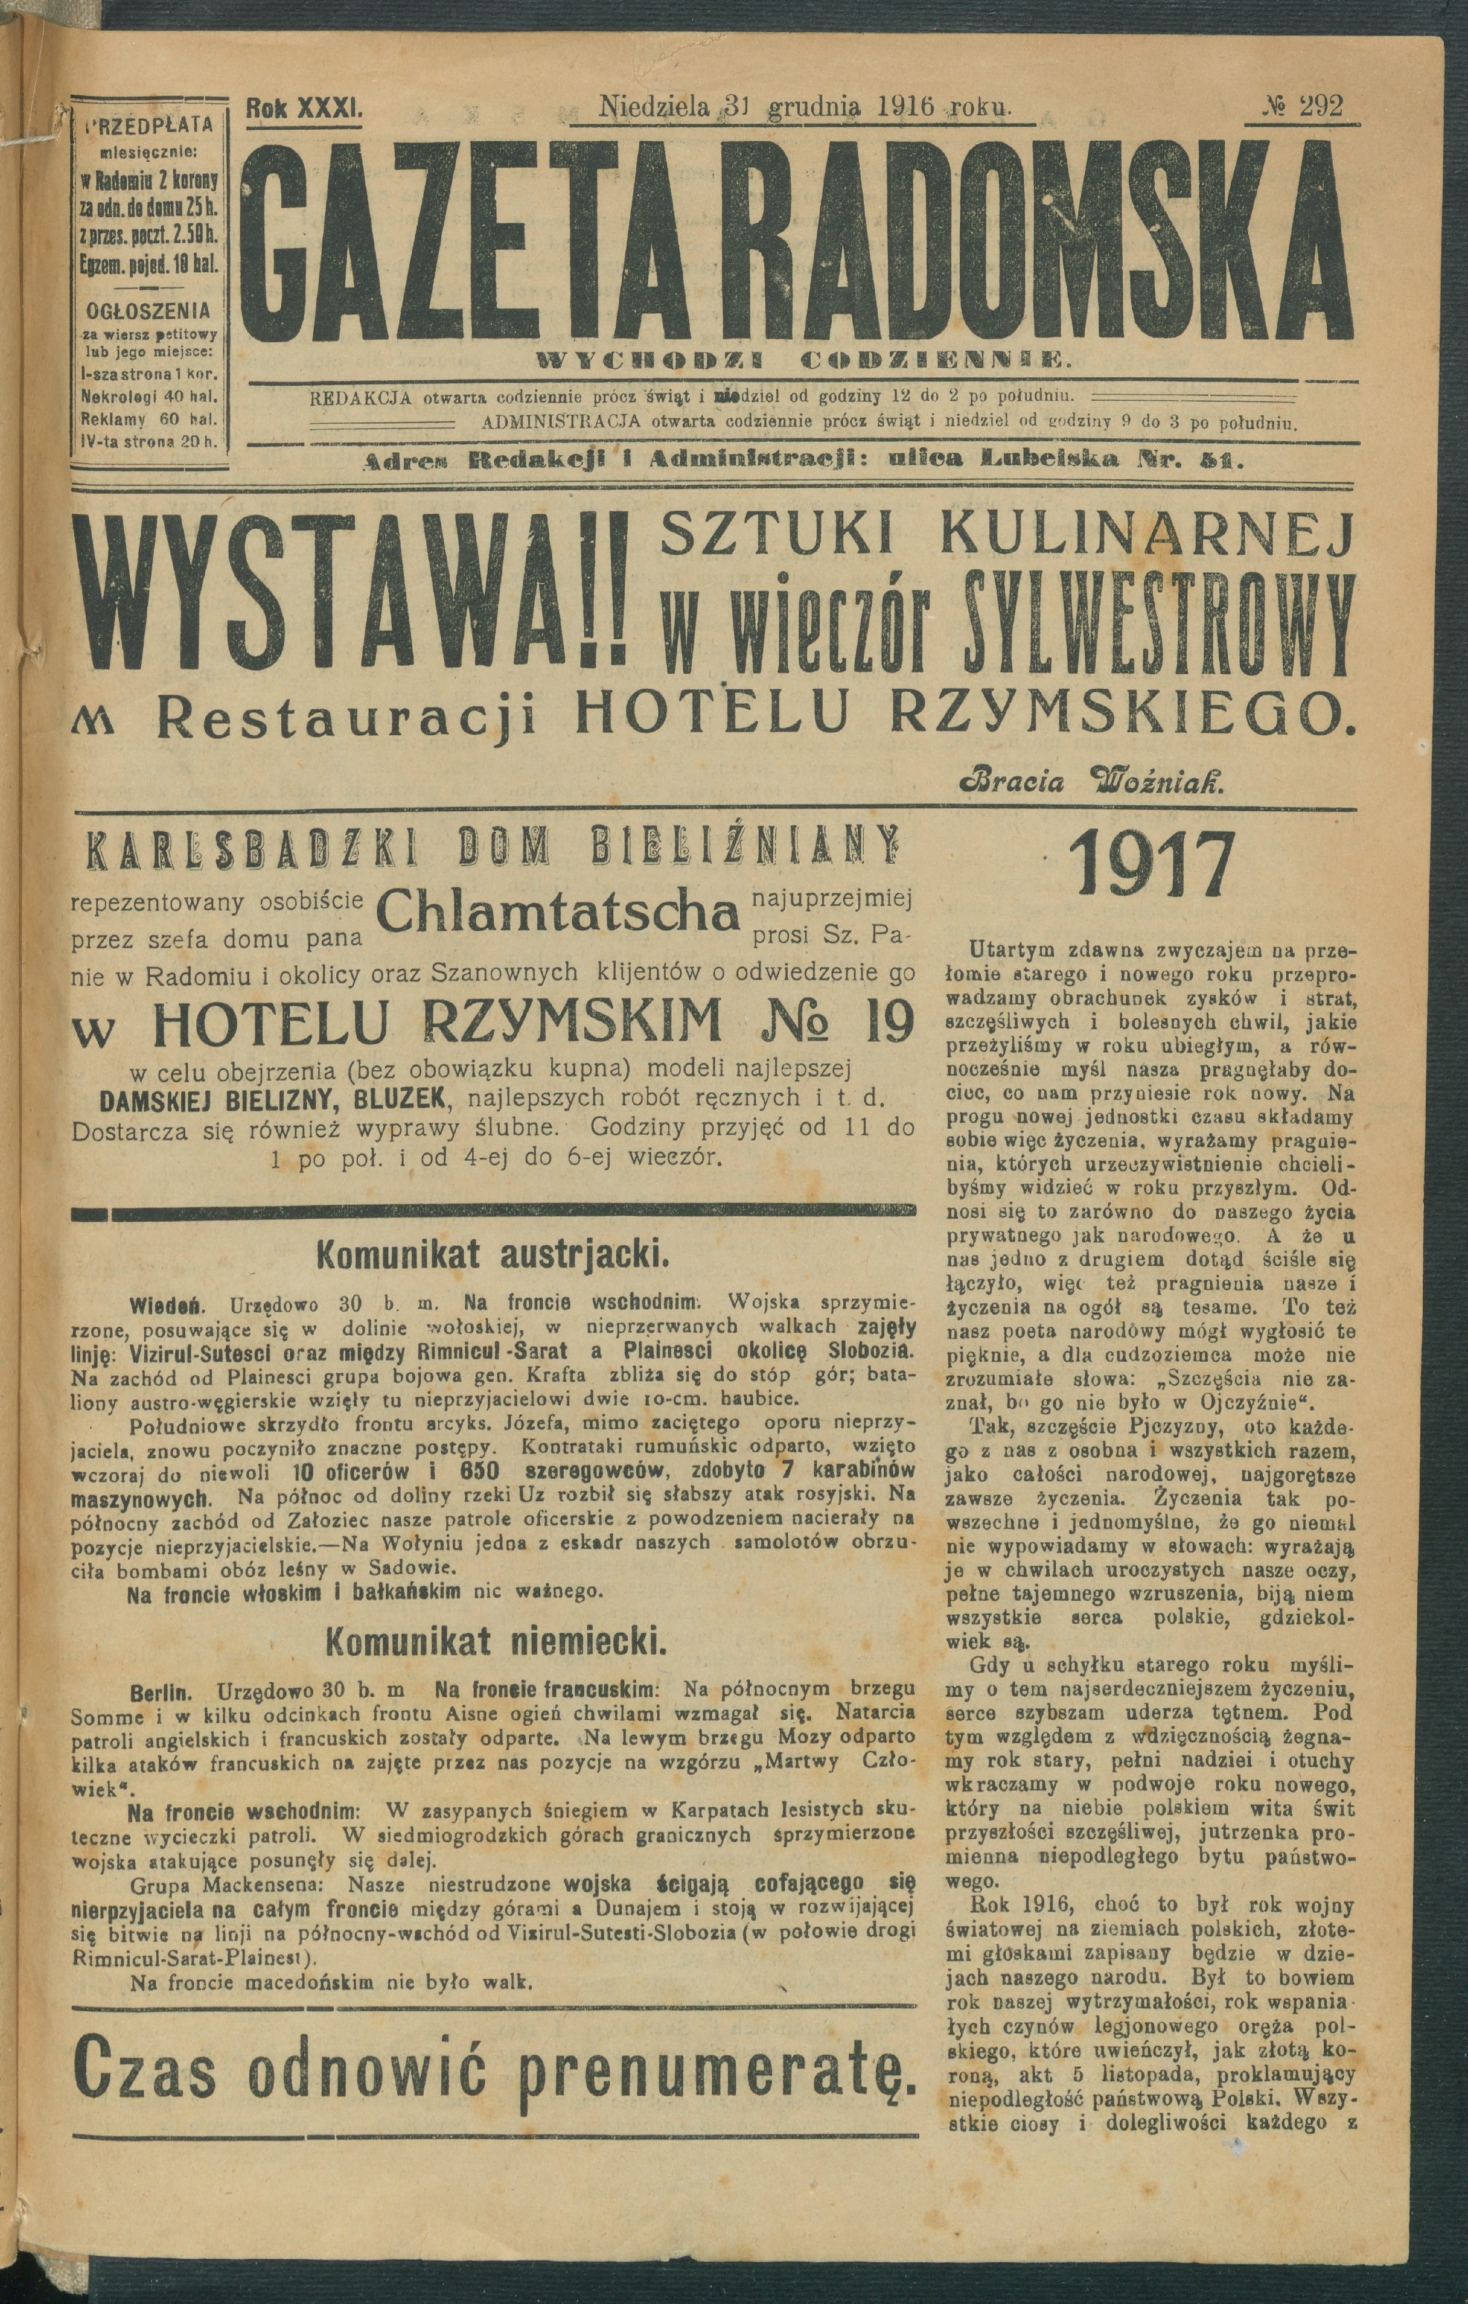 PRZEDPŁATA
miesięcznie:
w Radomiu 2 korony
za odn. do domu 25 h.
z przes. poczt. 2.50 h.
Egzem. pojed. 10 hal.
OGŁOSZENIA
za wiersz petitowy
lub jego miejsce:
I-sza strona 1 kor.
Nekrologi 40 hal.
Reklamy 60 hal.
IV-ta strona 20 h.
Rok XXXI.
Niedziela 31 grudnia 1916 roku.
№ 292
GAZETA RADOMSKA
WYCHODZI CODZIENNIE.
REDAKCJA otwarta codziennie prócz świąt i niedziel od godziny 12 do 2 po południu.
ADMINISTRACJA otwarta codziennie prócz świąt i niedziel od godziny 9 do 3 po południu.
Adres Redakcji i Administracji: ulica Lubelska Nr. 51.
WYSTAWA!! SZTUKI KULINARNEJ
w wieczór SYLWESTROWY
w Restauracji HOTELU RZYMSKIEGO.
Bracia Woźniak.
KARLSBADZKI DOM BIELIŹNIANY
repezentowany osobiście
przez szefa domu pana
Chlamtatscha
najuprzejmiej
prosi Sz. Pa-
nie w Radomiu i okolicy oraz Szanownych klijentów o odwiedzenie go
w HOTELU RZYMSKIM № 19
w celu obejrzenia (bez obowiązku kupna) modeli najlepszej
DAMSKIEJ BIELIZNY, BLUZEK, najlepszych robót ręcznych i t. d.
Dostarcza się również wyprawy ślubne. Godziny przyjęć od 11 do
1 po poł. i od 4-ej do 6-ej wieczór.
Komunikat austrjacki.
Wiedeń. Urzędowo 30 b. m. Na froncie wschodnim. Wojska sprzymie-
rzone, posuwające się w dolinie wołoskiej, w nieprzerwanych walkach zajęły
linję: Vizirul-Sutesci oraz między Rimnicul-Sarat a Plainesci okolicę Slobozia.
Na zachód od Plainesci grupa bojowa gen. Krafta zbliża się do stóp gór; bata-
liony austro-węgierskie wzięły tu nieprzyjacielowi dwie 10-cm. haubice.
Południowe skrzydło frontu arcyks. Józefa, mimo zaciętego oporu nieprzy-
jaciela, znowu poczyniło znaczne postępy. Kontrataki rumuńskic odparto, wzięto
wczoraj do niewoli 10 oficerów i 650 szeregowców, zdobyto 7 karabinów
maszynowych. Na północ od doliny rzeki Uz rozbił się słabszy atak rosyjski. Na
północny zachód od Załoziec nasze patrole oficerskie z powodzeniem nacierały na
pozycje nieprzyjacielskie.—Na Wołyniu jedna z eskadr naszych samolotów obrzu-
ciła bombami obóz leśny w Sadowie.
Na froncie włoskim i bałkańskim nic ważnego.
Komunikat niemiecki.
Berlin. Urzędowo 30 b. m Na froncie francuskim: Na północnym brzegu
Somme i w kilku odcinkach frontu Aisne ogień chwilami wzmagał się. Natarcia
patroli angielskich i francuskich zostały odparte. Na lewym brzegu Mozy odparto
kilka ataków francuskich na zajęte przez nas pozycje na wzgórzu „Martwy Czło-
wiek“.
Na froncie wschodnim: W zasypanych śniegiem w Karpatach lesistych sku-
teczne wycieczki patroli. W siedmiogrodzkich górach granicznych sprzymierzone
wojska atakujące posunęły się dalej.
Grupa Mackensena: Nasze niestrudzone wojska ścigają cofającego się
nierpzyjaciela na całym froncie między górami a Dunajem i stoją w rozwijającej
się bitwie na linji na północny-wschód od Vizirul-Sutesti-Slobozia (w połowie drogi
Rimnicul-Sarat-Plainest).
Na froncie macedońskim nie było walk.
Czas odnowić prenumeratę.
1917
Utartym zdawna zwyczajem na prze-
łomie starego i nowego roku przepro-
wadzamy obrachunek zysków i strat,
szczęśliwych i bolesnych chwil, jakie
przeżyliśmy w roku ubiegłym, a rów-
nocześnie myśl nasza pragnęłaby do-
ciec, co nam przyniesie rok nowy. Na
progu nowej jednostki czasu składamy
sobie więc życzenia, wyrażamy pragnie-
nia, których urzeczywistnienie chcieli-
byśmy widzieć w roku przyszłym. Od-
nosi się to zarówno do naszego życia
prywatnego jak narodowego. A że u
nas jedno z drugiem dotąd ściśle się
łączyło, więc też pragnienia nasze i
życzenia na ogół są tesame. To też
nasz poeta narodowy mógł wygłosić te
pięknie, a dla cudzoziemca może nie
zrozumiałe słowa: „Szczęścia nie za-
znał, bo go nie było w Ojczyźnie“.
Tak, szczęście Pjczyzny, oto każde-
go z nas z osobna i wszystkich razem,
jako całości narodowej, najgorętsze
zawsze życzenia. Życzenia tak po-
wszechne i jednomyślne, że go niemal
nie wypowiadamy w słowach: wyrażają
je w chwilach uroczystych nasze oczy,
pełne tajemnego wzruszenia, biją niem
wszystkie serca polskie, gdziekol-
wiek są.
Gdy u schyłku starego roku myśli-
my o tem najserdeczniejszem życzeniu,
serce szybszam uderza tętnem. Pod
tym względem z wdzięcznością żegna-
my rok stary, pełni nadziei i otuchy
wkraczamy w podwoje roku nowego,
który na niebie polskiem wita świt
przyszłości szczęśliwej, jutrzenka pro-
mienna niepodległego bytu państwo-
wego.
Rok 1916, choć to był rok wojny
światowej na ziemiach polskich, złote-
mi głoskami zapisany będzie w dzie-
jach naszego narodu. Był to bowiem
rok naszej wytrzymałości, rok wspania-
łych czynów legjonowego oręża pol-
skiego, które uwieńczył, jak złotą ko-
roną, akt 5 listopada, proklamujący
niepodległość państwową Polski. Wszy-
stkie ciosy i dolegliwości każdego z